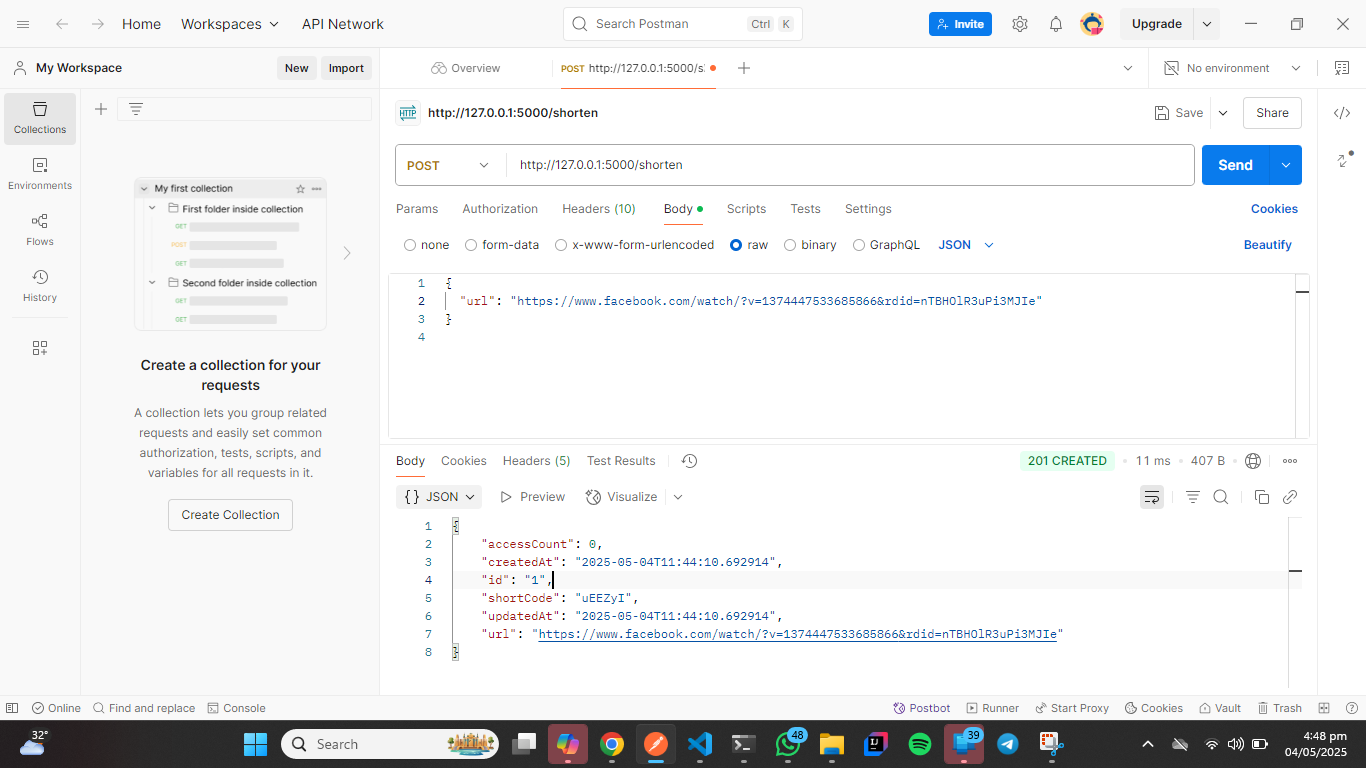 Home
Workspaces
API Network
Search Postman
Ctrl
K
Invite
Upgrade
My Workspace
New
Import
Overview
POST http://127.0.0.1:5000/s
No environment
Collections
Environments
Flows
History
HTTP
http://127.0.0.1:5000/shorten
Save
Share
POST
http://127.0.0.1:5000/shorten
Send
Params
Authorization
Headers (10)
Body
Scripts
Tests
Settings
Cookies
none
form-data
x-www-form-urlencoded
raw
binary
GraphQL
JSON
Beautify
1 {
2 "url": "https://www.facebook.com/watch/?v=1374447533685866&rdid=nTBHOlR3uPi3MJIe"
3 }
4
My first collection
First folder inside collection
GET
POST
GET
Second folder inside collection
GET
GET
Create a collection for your
requests
A collection lets you group related
requests and easily set common
authorization, tests, scripts, and
variables for all requests in it.
Create Collection
Body
Cookies
Headers (5)
Test Results
201 CREATED
11 ms
407 B
{} JSON
Preview
Visualize
1 {
2 "accessCount": 0,
3 "createdAt": "2025-05-04T11:44:10.692914",
4 "id": "1",
5 "shortCode": "uEEZyI",
6 "updatedAt": "2025-05-04T11:44:10.692914",
7 "url": "https://www.facebook.com/watch/?v=1374447533685866&rdid=nTBHOlR3uPi3MJIe"
8 }
Online
Find and replace
Console
Postbot
Runner
Start Proxy
Cookies
Vault
Trash
32°
Search
48
39
4:48 pm
04/05/2025